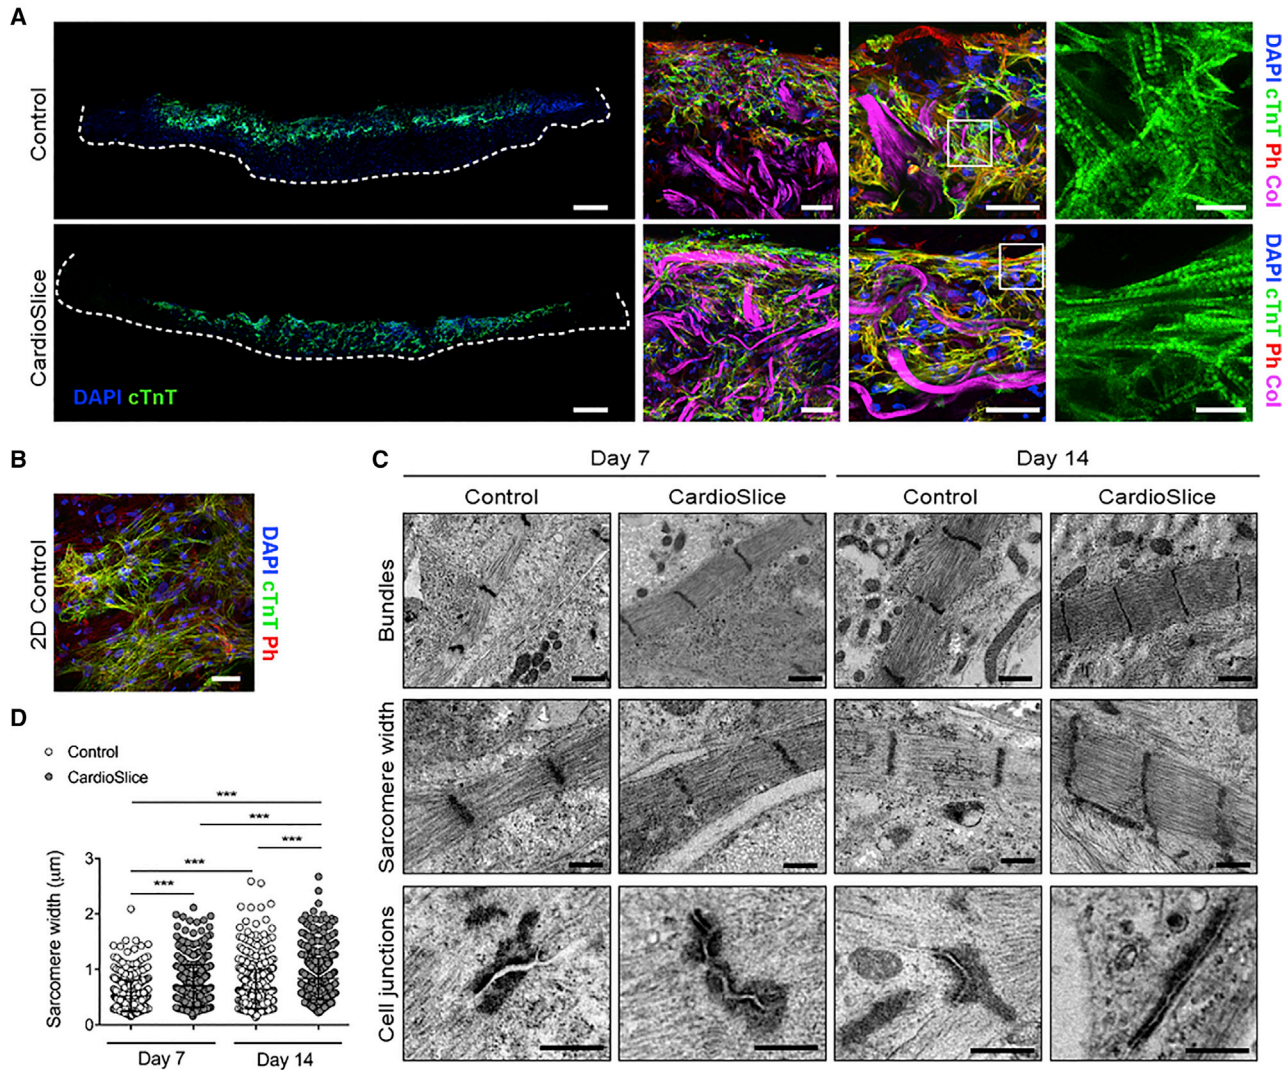 A
Control
DAPI cTnT Ph Col
CardioSlice
DAPI cTnT
DAPI cTnT Ph Col
B
2D Control
DAPI cTnT Ph
C
Day 7
Day 14
Control
CardioSlice
Control
CardioSlice
Bundles
Sarcomere width
Cell junctions
D
Control
CardioSlice
***
***
***
***
***
Sarcomere width (μm)
3
2
1
0
Day 7
Day 14